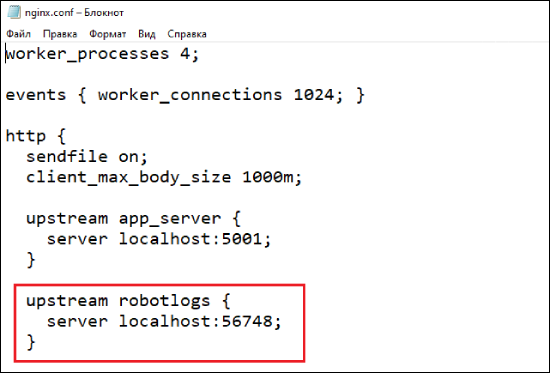 nginx.conf – Блокнот
Файл Правка Формат Вид Справка
worker_processes 4;
events { worker_connections 1024; }
http {
sendfile on;
client_max_body_size 1000m;
upstream app_server {
server localhost:5001;
}
upstream robotlogs {
server localhost:56748;
}